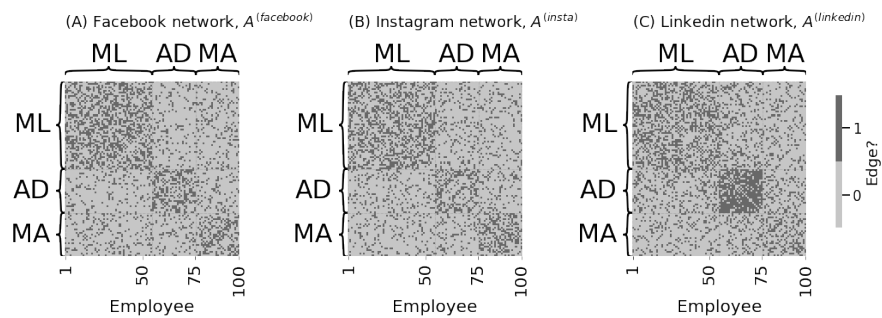 (A) Facebook network, A^(facebook)
ML AD MA
ML
AD
MA
1 50 75 100
Employee
(B) Instagram network, A^(insta)
ML AD MA
ML
AD
MA
1 50 75 100
Employee
(C) Linkedin network, A^(linkedin)
ML AD MA
ML
AD
MA
1 50 75 100
Employee
1
0
Edge?